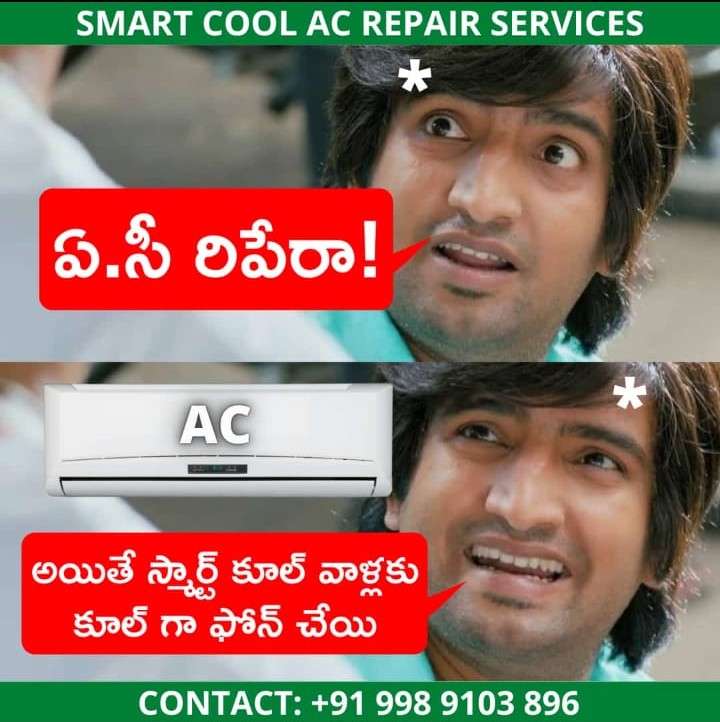 SMART COOL AC REPAIR SERVICES
*
ఏ.సీ రిపేరా!
*
AC
అయితే స్మార్ట్ కూల్ వాళ్లకు
కూల్ గా ఫోన్ చేయి
CONTACT: +91 998 9103 896